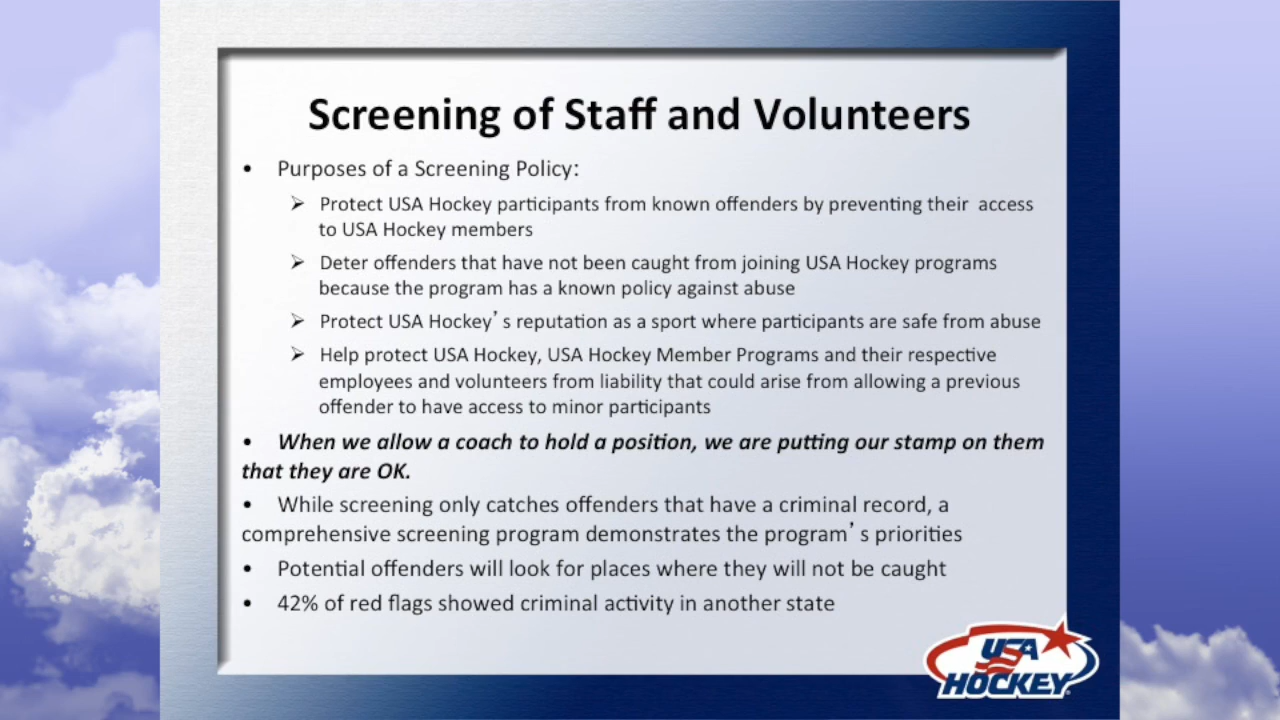 Screening of Staff and Volunteers
• Purposes of a Screening Policy:
➢ Protect USA Hockey participants from known offenders by preventing their access
to USA Hockey members
➢ Deter offenders that have not been caught from joining USA Hockey programs
because the program has a known policy against abuse
➢ Protect USA Hockey’s reputation as a sport where participants are safe from abuse
➢ Help protect USA Hockey, USA Hockey Member Programs and their respective
employees and volunteers from liability that could arise from allowing a previous
offender to have access to minor participants
• When we allow a coach to hold a position, we are putting our stamp on them
that they are OK.
• While screening only catches offenders that have a criminal record, a
comprehensive screening program demonstrates the program’s priorities
• Potential offenders will look for places where they will not be caught
• 42% of red flags showed criminal activity in another state
USA
HOCKEY®